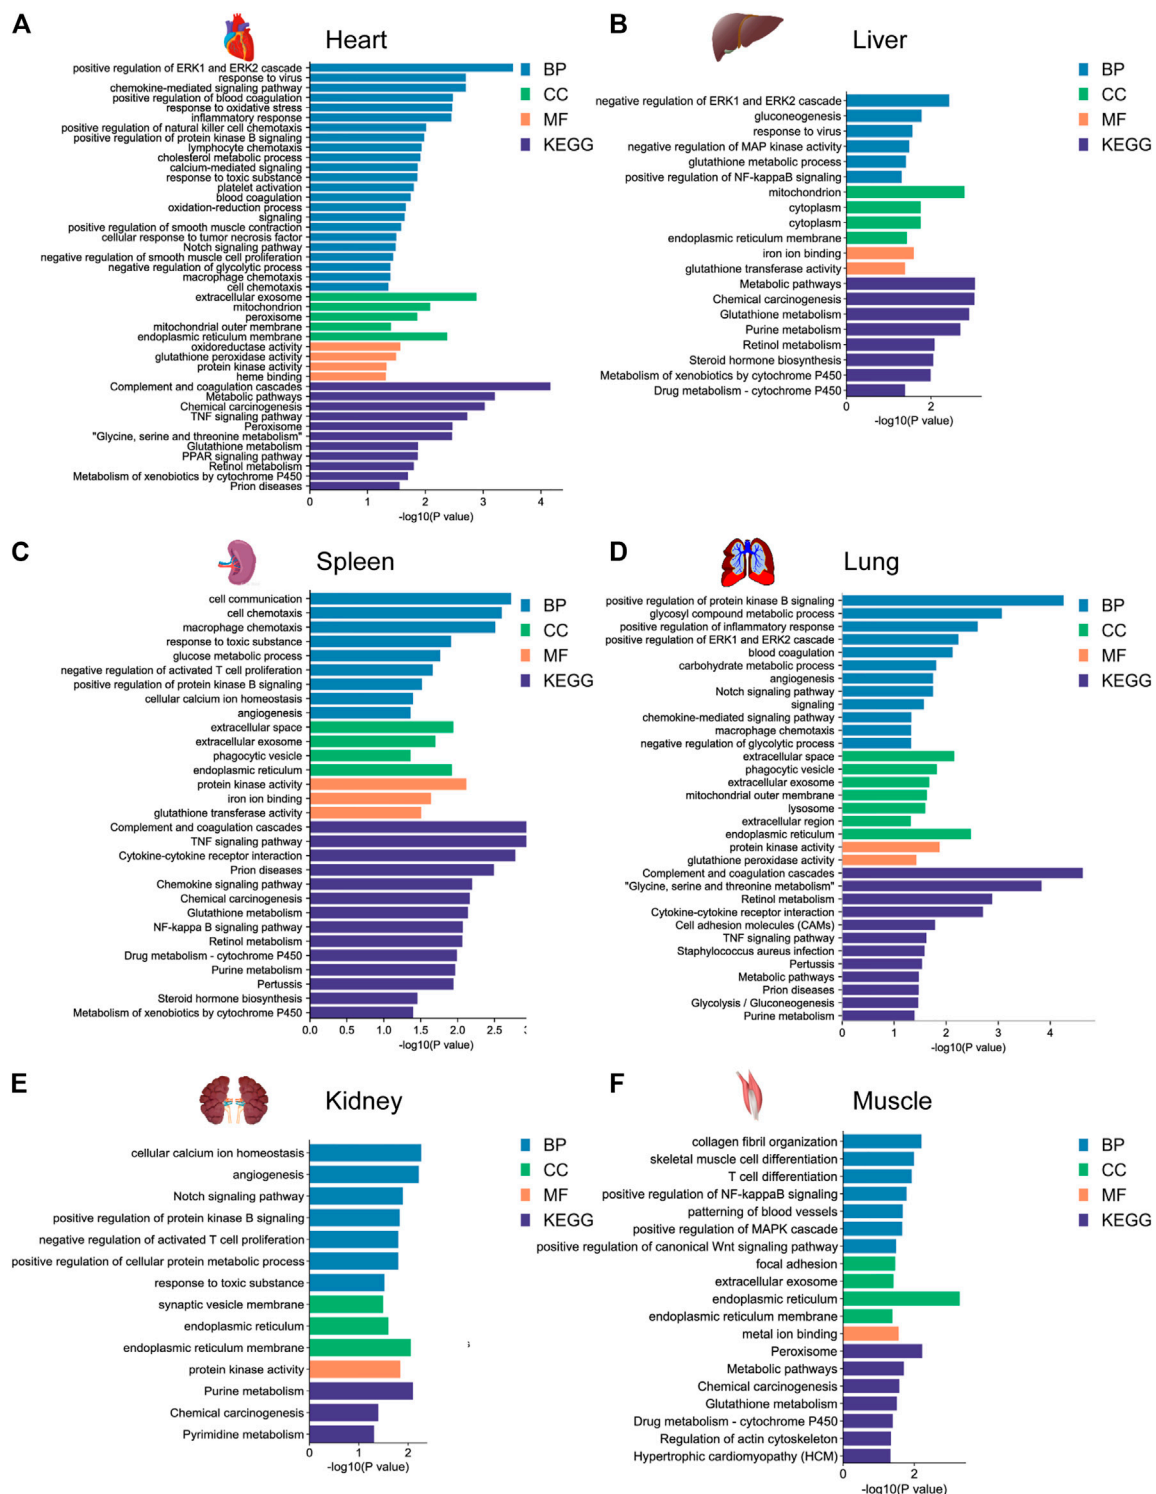 A
Heart
positive regulation of ERK1 and ERK2 cascade
response to virus
chemokine-mediated signaling pathway
positive regulation of blood coagulation
response to oxidative stress
inflammatory response
positive regulation of natural killer cell chemotaxis
positive regulation of protein kinase B signaling
lymphocyte chemotaxis
cholesterol metabolic process
calcium-mediated signaling
response to toxic substance
platelet activation
blood coagulation
oxidation-reduction process
signaling
positive regulation of smooth muscle contraction
cellular response to tumor necrosis factor
Notch signaling pathway
negative regulation of smooth muscle cell proliferation
negative regulation of glycolytic process
macrophage chemotaxis
cell chemotaxis
extracellular exosome
mitochondrion
peroxisome
mitochondrial outer membrane
endoplasmic reticulum membrane
oxidoreductase activity
glutathione peroxidase activity
protein kinase activity
heme binding
Complement and coagulation cascades
Metabolic pathways
Chemical carcinogenesis
TNF signaling pathway
Peroxisome
"Glycine, serine and threonine metabolism"
Glutathione metabolism
PPAR signaling pathway
Retinol metabolism
Metabolism of xenobiotics by cytochrome P450
Prion diseases
0 1 2 3 4
-log10(P value)
BP
CC
MF
KEGG
B
Liver
negative regulation of ERK1 and ERK2 cascade
gluconeogenesis
response to virus
negative regulation of MAP kinase activity
glutathione metabolic process
positive regulation of NF-kappaB signaling
mitochondrion
cytoplasm
cytoplasm
endoplasmic reticulum membrane
iron ion binding
glutathione transferase activity
Metabolic pathways
Chemical carcinogenesis
Glutathione metabolism
Purine metabolism
Retinol metabolism
Steroid hormone biosynthesis
Metabolism of xenobiotics by cytochrome P450
Drug metabolism - cytochrome P450
0 2
-log10(P value)
BP
CC
MF
KEGG
C
Spleen
cell communication
cell chemotaxis
macrophage chemotaxis
response to toxic substance
glucose metabolic process
negative regulation of activated T cell proliferation
positive regulation of protein kinase B signaling
cellular calcium ion homeostasis
angiogenesis
extracellular space
extracellular exosome
phagocytic vesicle
endoplasmic reticulum
protein kinase activity
iron ion binding
glutathione transferase activity
Complement and coagulation cascades
TNF signaling pathway
Cytokine-cytokine receptor interaction
Prion diseases
Chemokine signaling pathway
Chemical carcinogenesis
Glutathione metabolism
NF-kappa B signaling pathway
Retinol metabolism
Drug metabolism - cytochrome P450
Purine metabolism
Pertussis
Steroid hormone biosynthesis
Metabolism of xenobiotics by cytochrome P450
0.0 0.5 1.0 1.5 2.0 2.5
-log10(P value)
BP
CC
MF
KEGG
D
Lung
positive regulation of protein kinase B signaling
glycosyl compound metabolic process
positive regulation of inflammatory response
positive regulation of ERK1 and ERK2 cascade
blood coagulation
carbohydrate metabolic process
angiogenesis
Notch signaling pathway
signaling
chemokine-mediated signaling pathway
macrophage chemotaxis
negative regulation of glycolytic process
extracellular space
phagocytic vesicle
extracellular exosome
mitochondrial outer membrane
lysosome
extracellular region
endoplasmic reticulum
protein kinase activity
glutathione peroxidase activity
Complement and coagulation cascades
"Glycine, serine and threonine metabolism"
Retinol metabolism
Cytokine-cytokine receptor interaction
Cell adhesion molecules (CAMs)
TNF signaling pathway
Staphylococcus aureus infection
Pertussis
Metabolic pathways
Prion diseases
Glycolysis / Gluconeogenesis
Purine metabolism
0 1 2 3 4
-log10(P value)
BP
CC
MF
KEGG
E
Kidney
cellular calcium ion homeostasis
angiogenesis
Notch signaling pathway
positive regulation of protein kinase B signaling
negative regulation of activated T cell proliferation
positive regulation of cellular protein metabolic process
response to toxic substance
synaptic vesicle membrane
endoplasmic reticulum
endoplasmic reticulum membrane
protein kinase activity
Purine metabolism
Chemical carcinogenesis
Pyrimidine metabolism
0 1 2
-log10(P value)
BP
CC
MF
KEGG
F
Muscle
collagen fibril organization
skeletal muscle cell differentiation
T cell differentiation
positive regulation of NF-kappaB signaling
patterning of blood vessels
positive regulation of MAPK cascade
positive regulation of canonical Wnt signaling pathway
focal adhesion
extracellular exosome
endoplasmic reticulum
endoplasmic reticulum membrane
metal ion binding
Peroxisome
Metabolic pathways
Chemical carcinogenesis
Glutathione metabolism
Drug metabolism - cytochrome P450
Regulation of actin cytoskeleton
Hypertrophic cardiomyopathy (HCM)
0 2
-log10(P value)
BP
CC
MF
KEGG